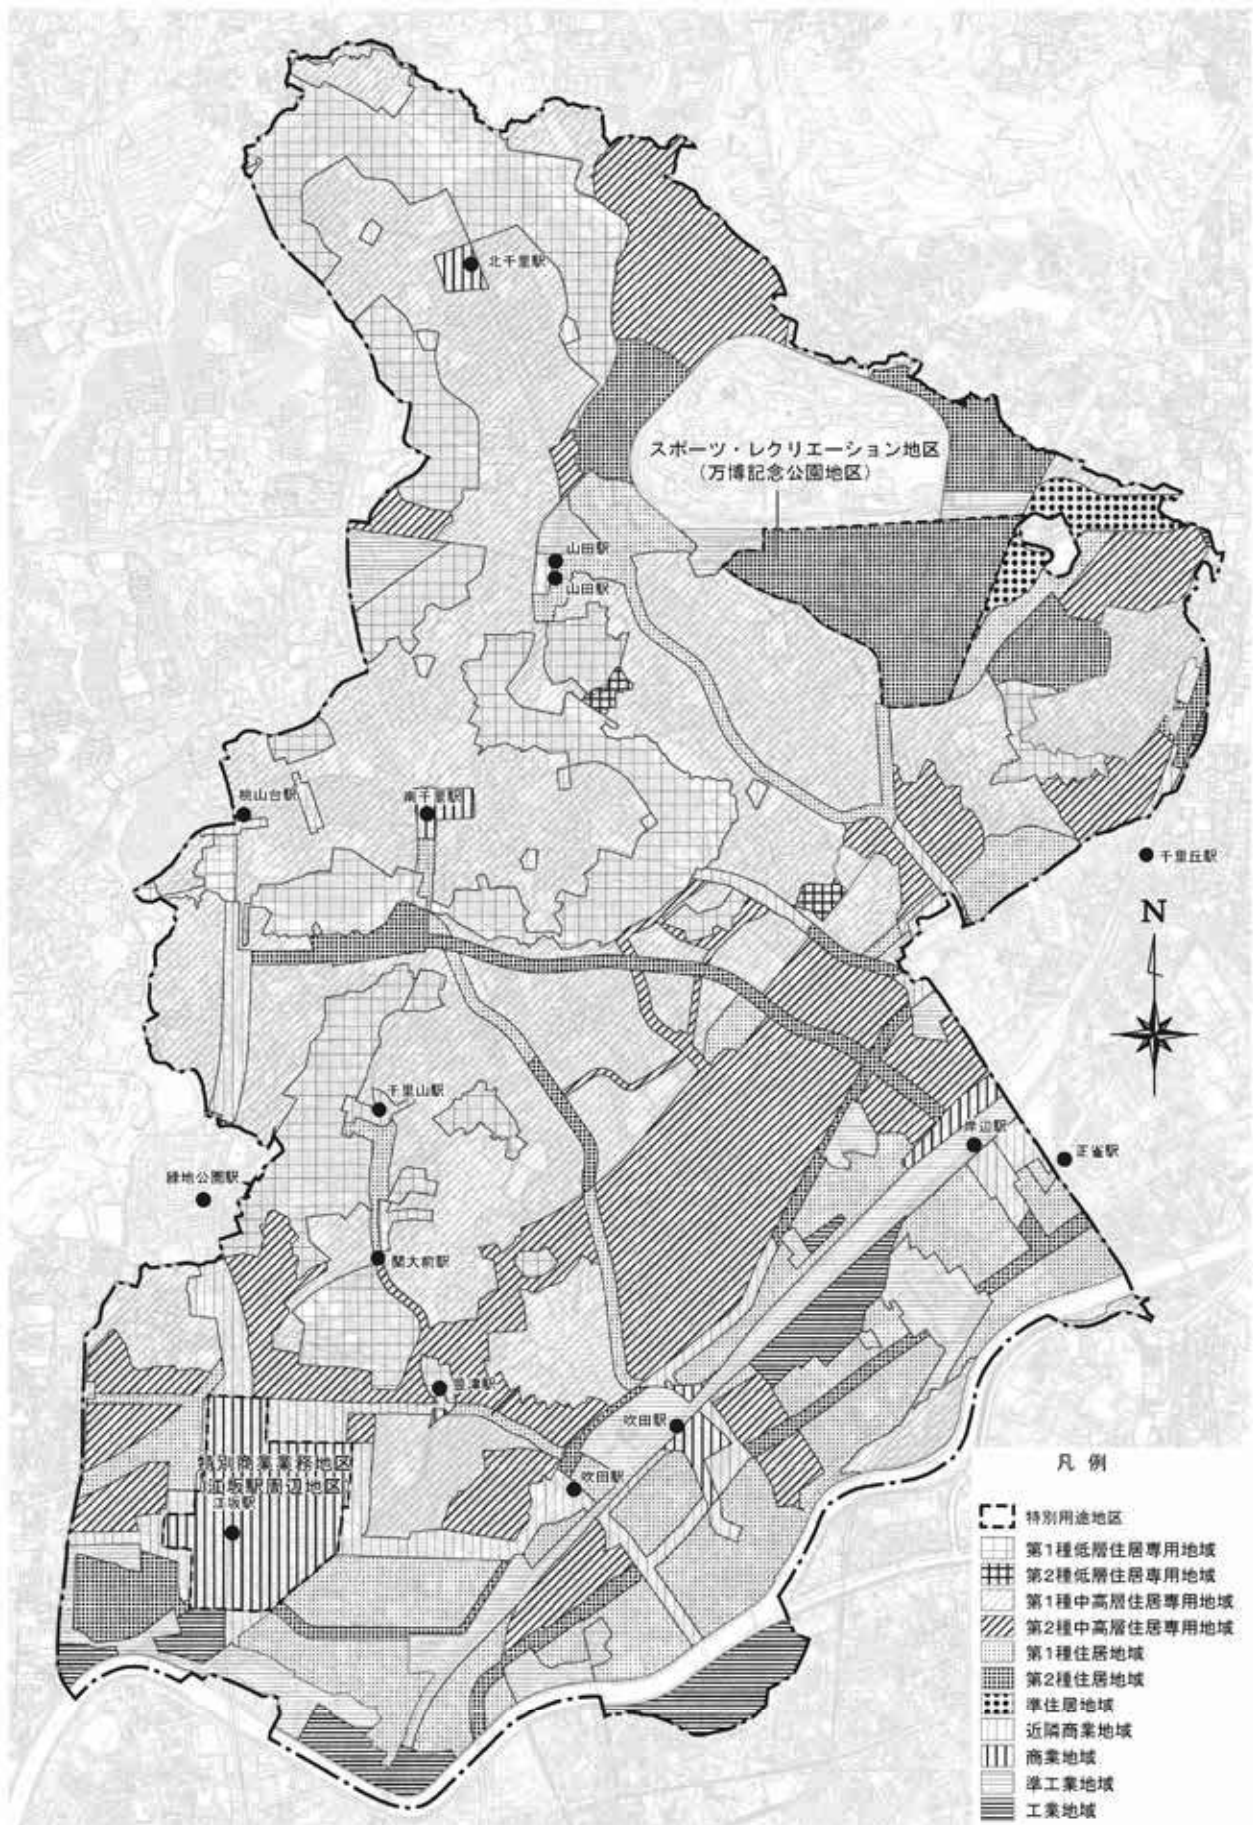 北千里駅
スポーツ・レクリエーション地区
(万博記念公園地区)
山田駅
山田駅
桃山台駅
南千里駅
千里丘駅
N
千里山駅
岸辺駅
正雀駅
緑地公園駅
関大前駅
豊津駅
吹田駅
特別商業業務地区
(江坂駅周辺地区)
吹田駅
江坂駅
凡例
特別用途地区
第1種低層住居専用地域
第2種低層住居専用地域
第1種中高層住居専用地域
第2種中高層住居専用地域
第1種住居地域
第2種住居地域
準住居地域
近隣商業地域
商業地域
準工業地域
工業地域